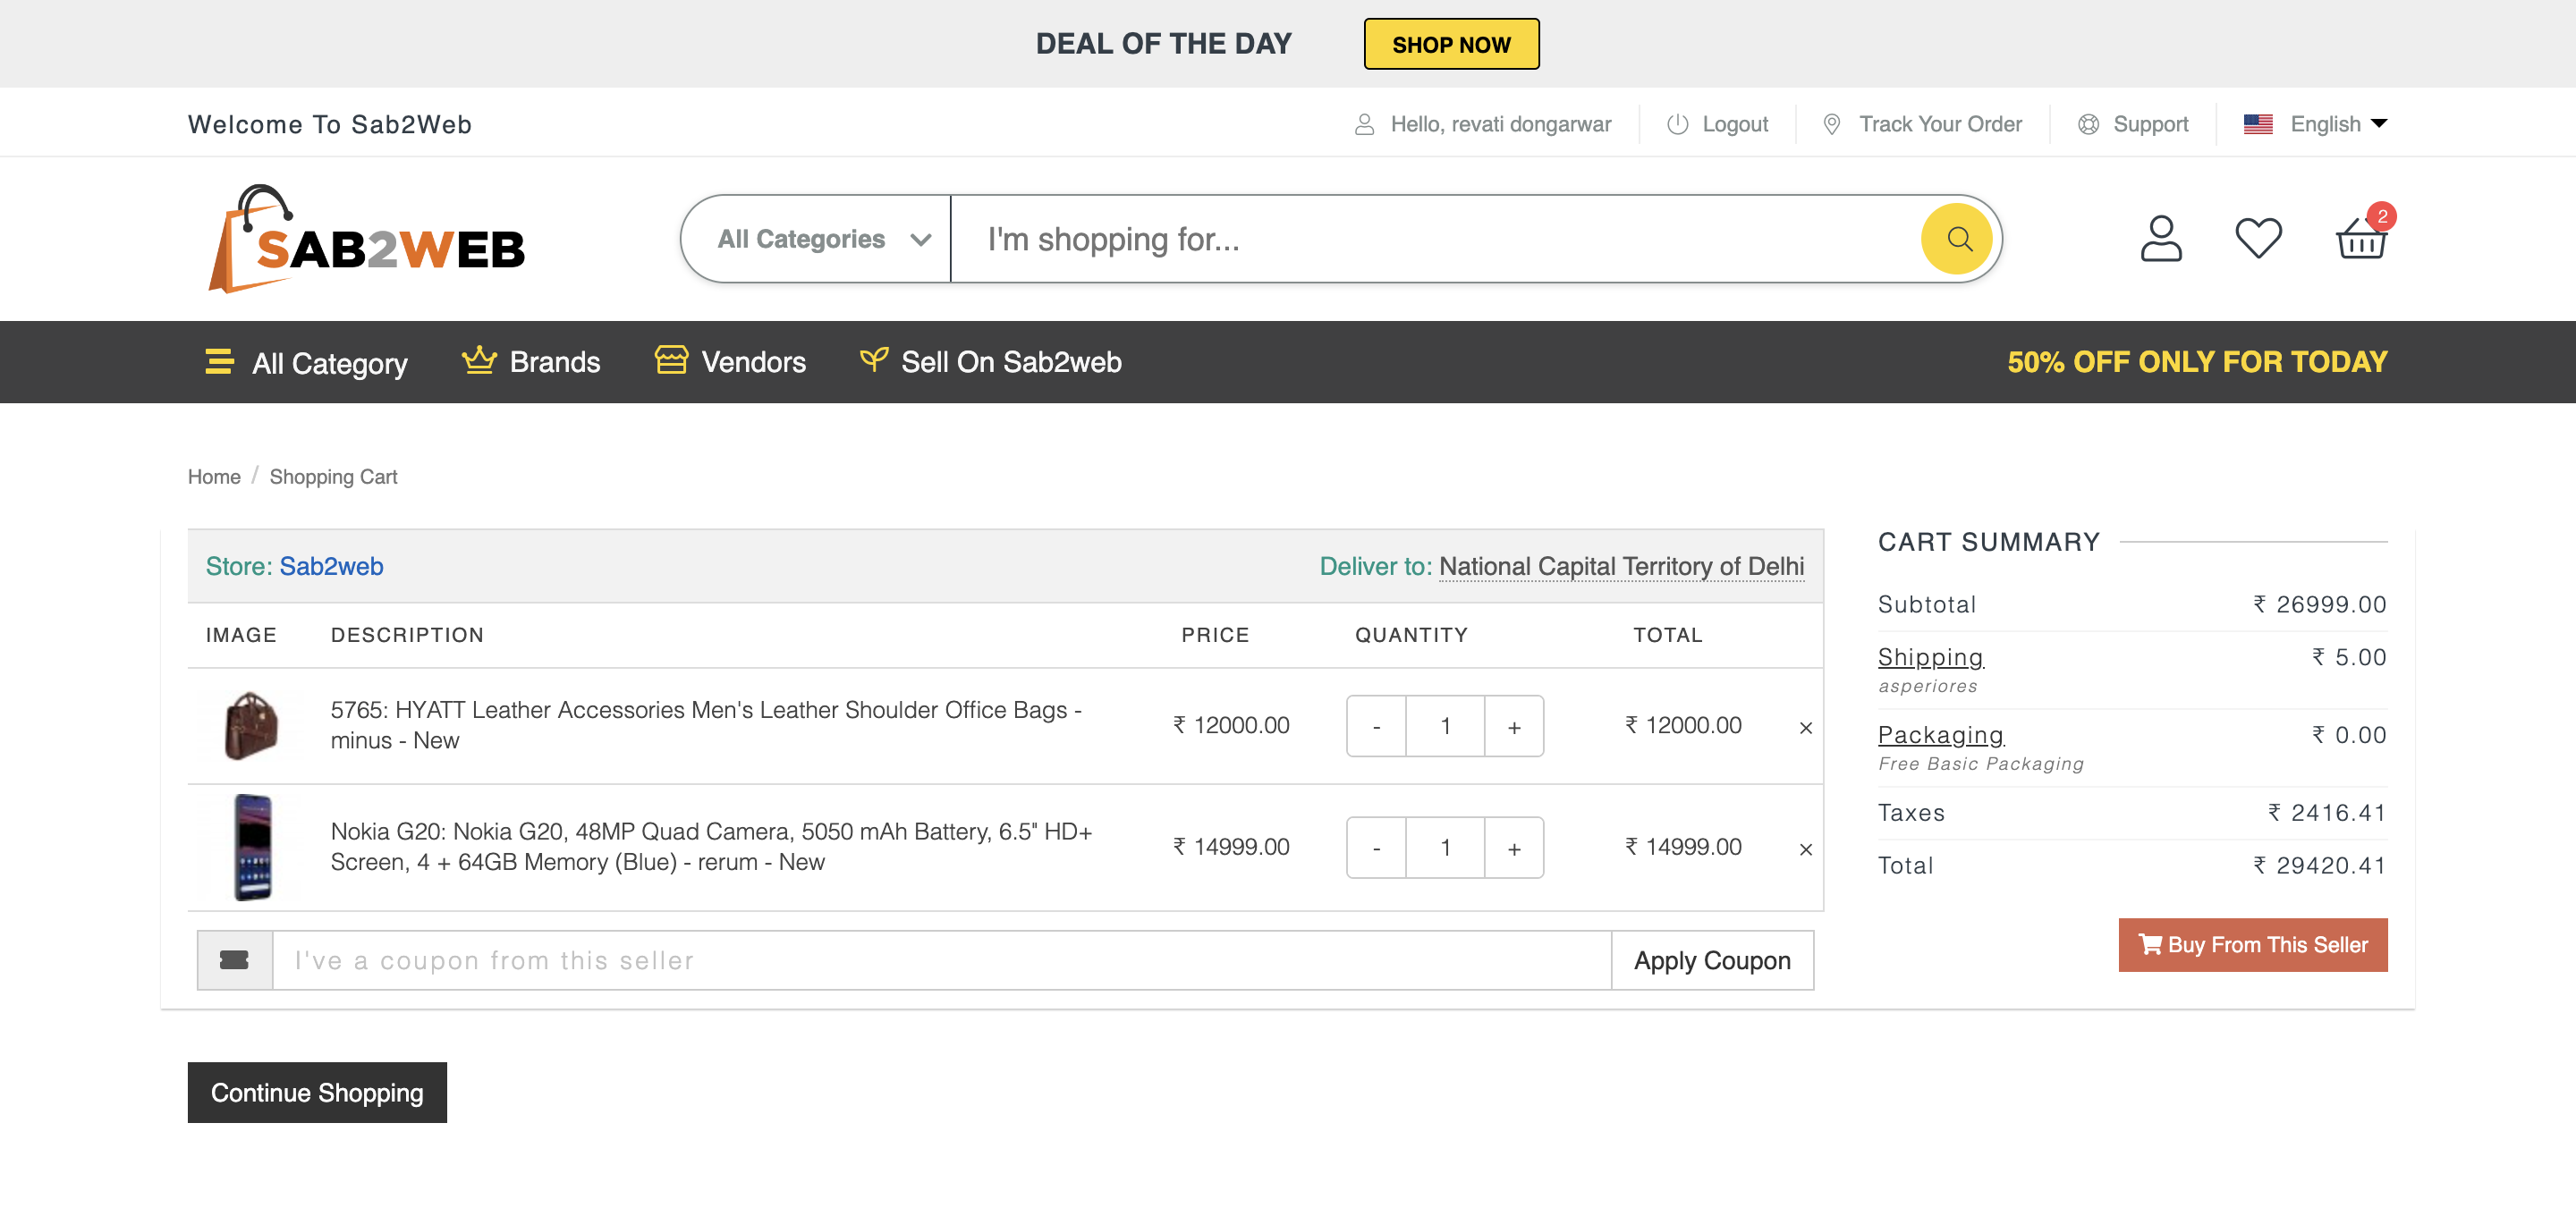 DEAL OF THE DAY SHOP NOW
Welcome To Sab2Web Hello, revati dongarwar Logout Track Your Order Support English
SAB2WEB All Categories I'm shopping for... 2
All Category Brands Vendors Sell On Sab2web 50% OFF ONLY FOR TODAY
Home / Shopping Cart
Store: Sab2web Deliver to: National Capital Territory of Delhi
IMAGE DESCRIPTION PRICE QUANTITY TOTAL
5765: HYATT Leather Accessories Men's Leather Shoulder Office Bags -
minus - New
₹ 12000.00 - 1 + ₹ 12000.00 ×
Nokia G20: Nokia G20, 48MP Quad Camera, 5050 mAh Battery, 6.5" HD+
Screen, 4 + 64GB Memory (Blue) - rerum - New
₹ 14999.00 - 1 + ₹ 14999.00 ×
I've a coupon from this seller Apply Coupon
CART SUMMARY
Subtotal ₹ 26999.00
Shipping ₹ 5.00
asperiores
Packaging ₹ 0.00
Free Basic Packaging
Taxes ₹ 2416.41
Total ₹ 29420.41
Buy From This Seller
Continue Shopping